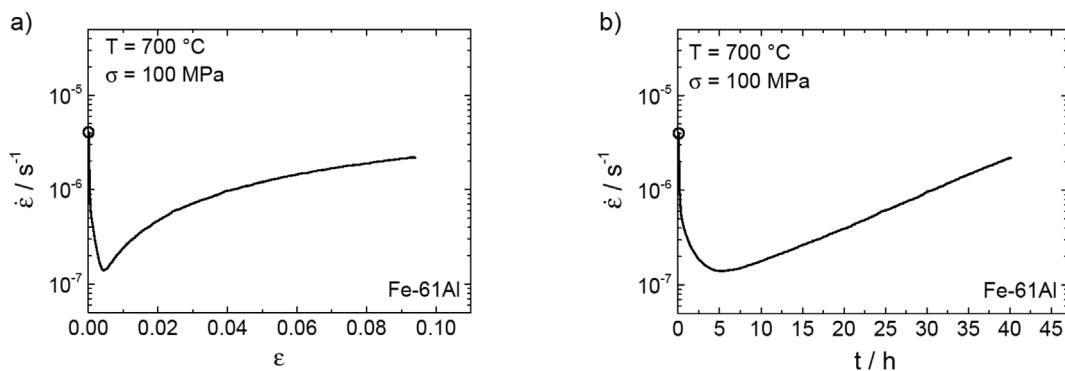 a)
T = 700 °C
σ = 100 MPa
10⁻⁵
10⁻⁶
10⁻⁷
ε̇ / s⁻¹
Fe-61Al
0.00 0.02 0.04 0.06 0.08 0.10
ε
b)
T = 700 °C
σ = 100 MPa
10⁻⁵
10⁻⁶
10⁻⁷
ε̇ / s⁻¹
Fe-61Al
0 5 10 15 20 25 30 35 40 45
t / h